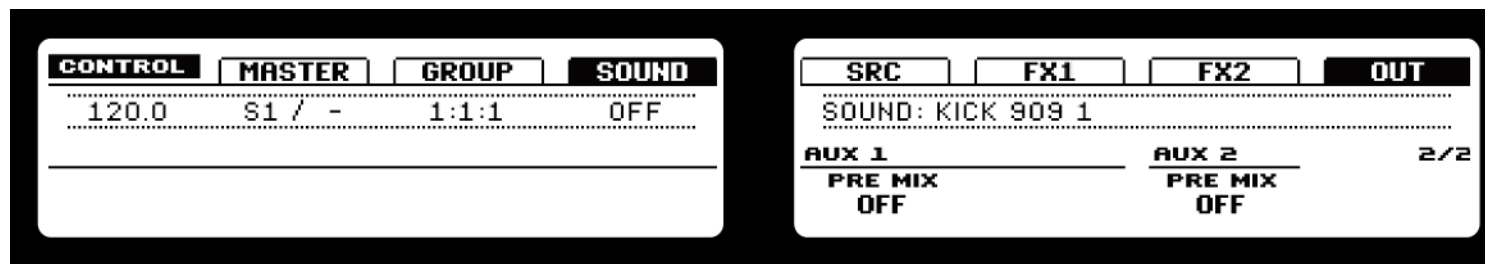 CONTROL MASTER GROUP SOUND
120.0 S1 / - 1:1:1 OFF
SRC FX1 FX2 OUT
SOUND: KICK 909 1
AUX 1 AUX 2 2/2
PRE MIX PRE MIX
OFF OFF